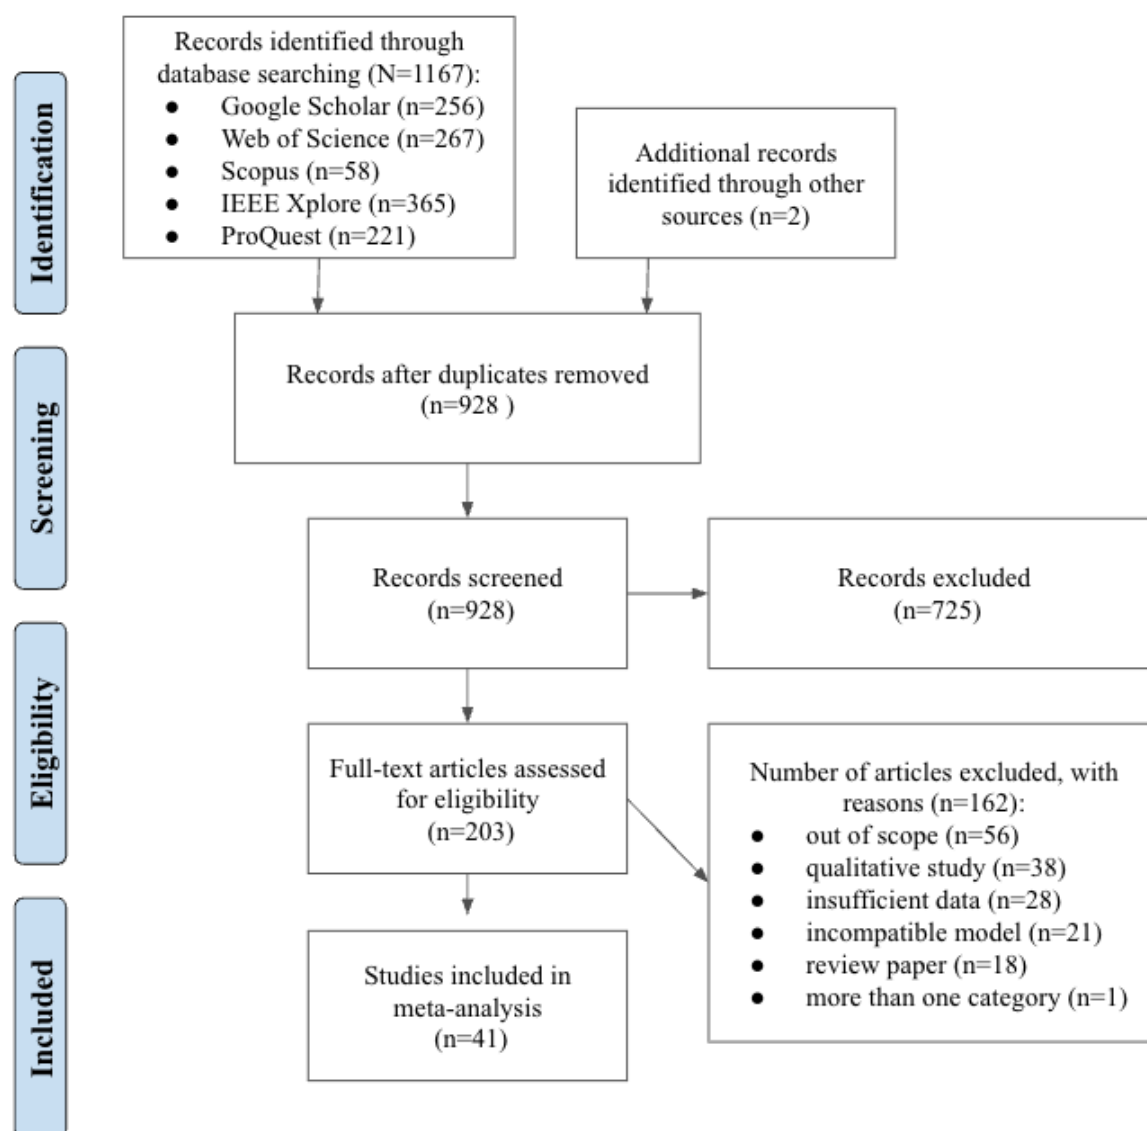 Identification
Records identified through
database searching (N=1167):
● Google Scholar (n=256)
● Web of Science (n=267)
● Scopus (n=58)
● IEEE Xplore (n=365)
● ProQuest (n=221)
Additional records
identified through other
sources (n=2)
Screening
Records after duplicates removed
(n=928 )
Records screened
(n=928)
Records excluded
(n=725)
Eligibility
Full-text articles assessed
for eligibility
(n=203)
Number of articles excluded, with
reasons (n=162):
● out of scope (n=56)
● qualitative study (n=38)
● insufficient data (n=28)
● incompatible model (n=21)
● review paper (n=18)
● more than one category (n=1)
Included
Studies included in
meta-analysis
(n=41)